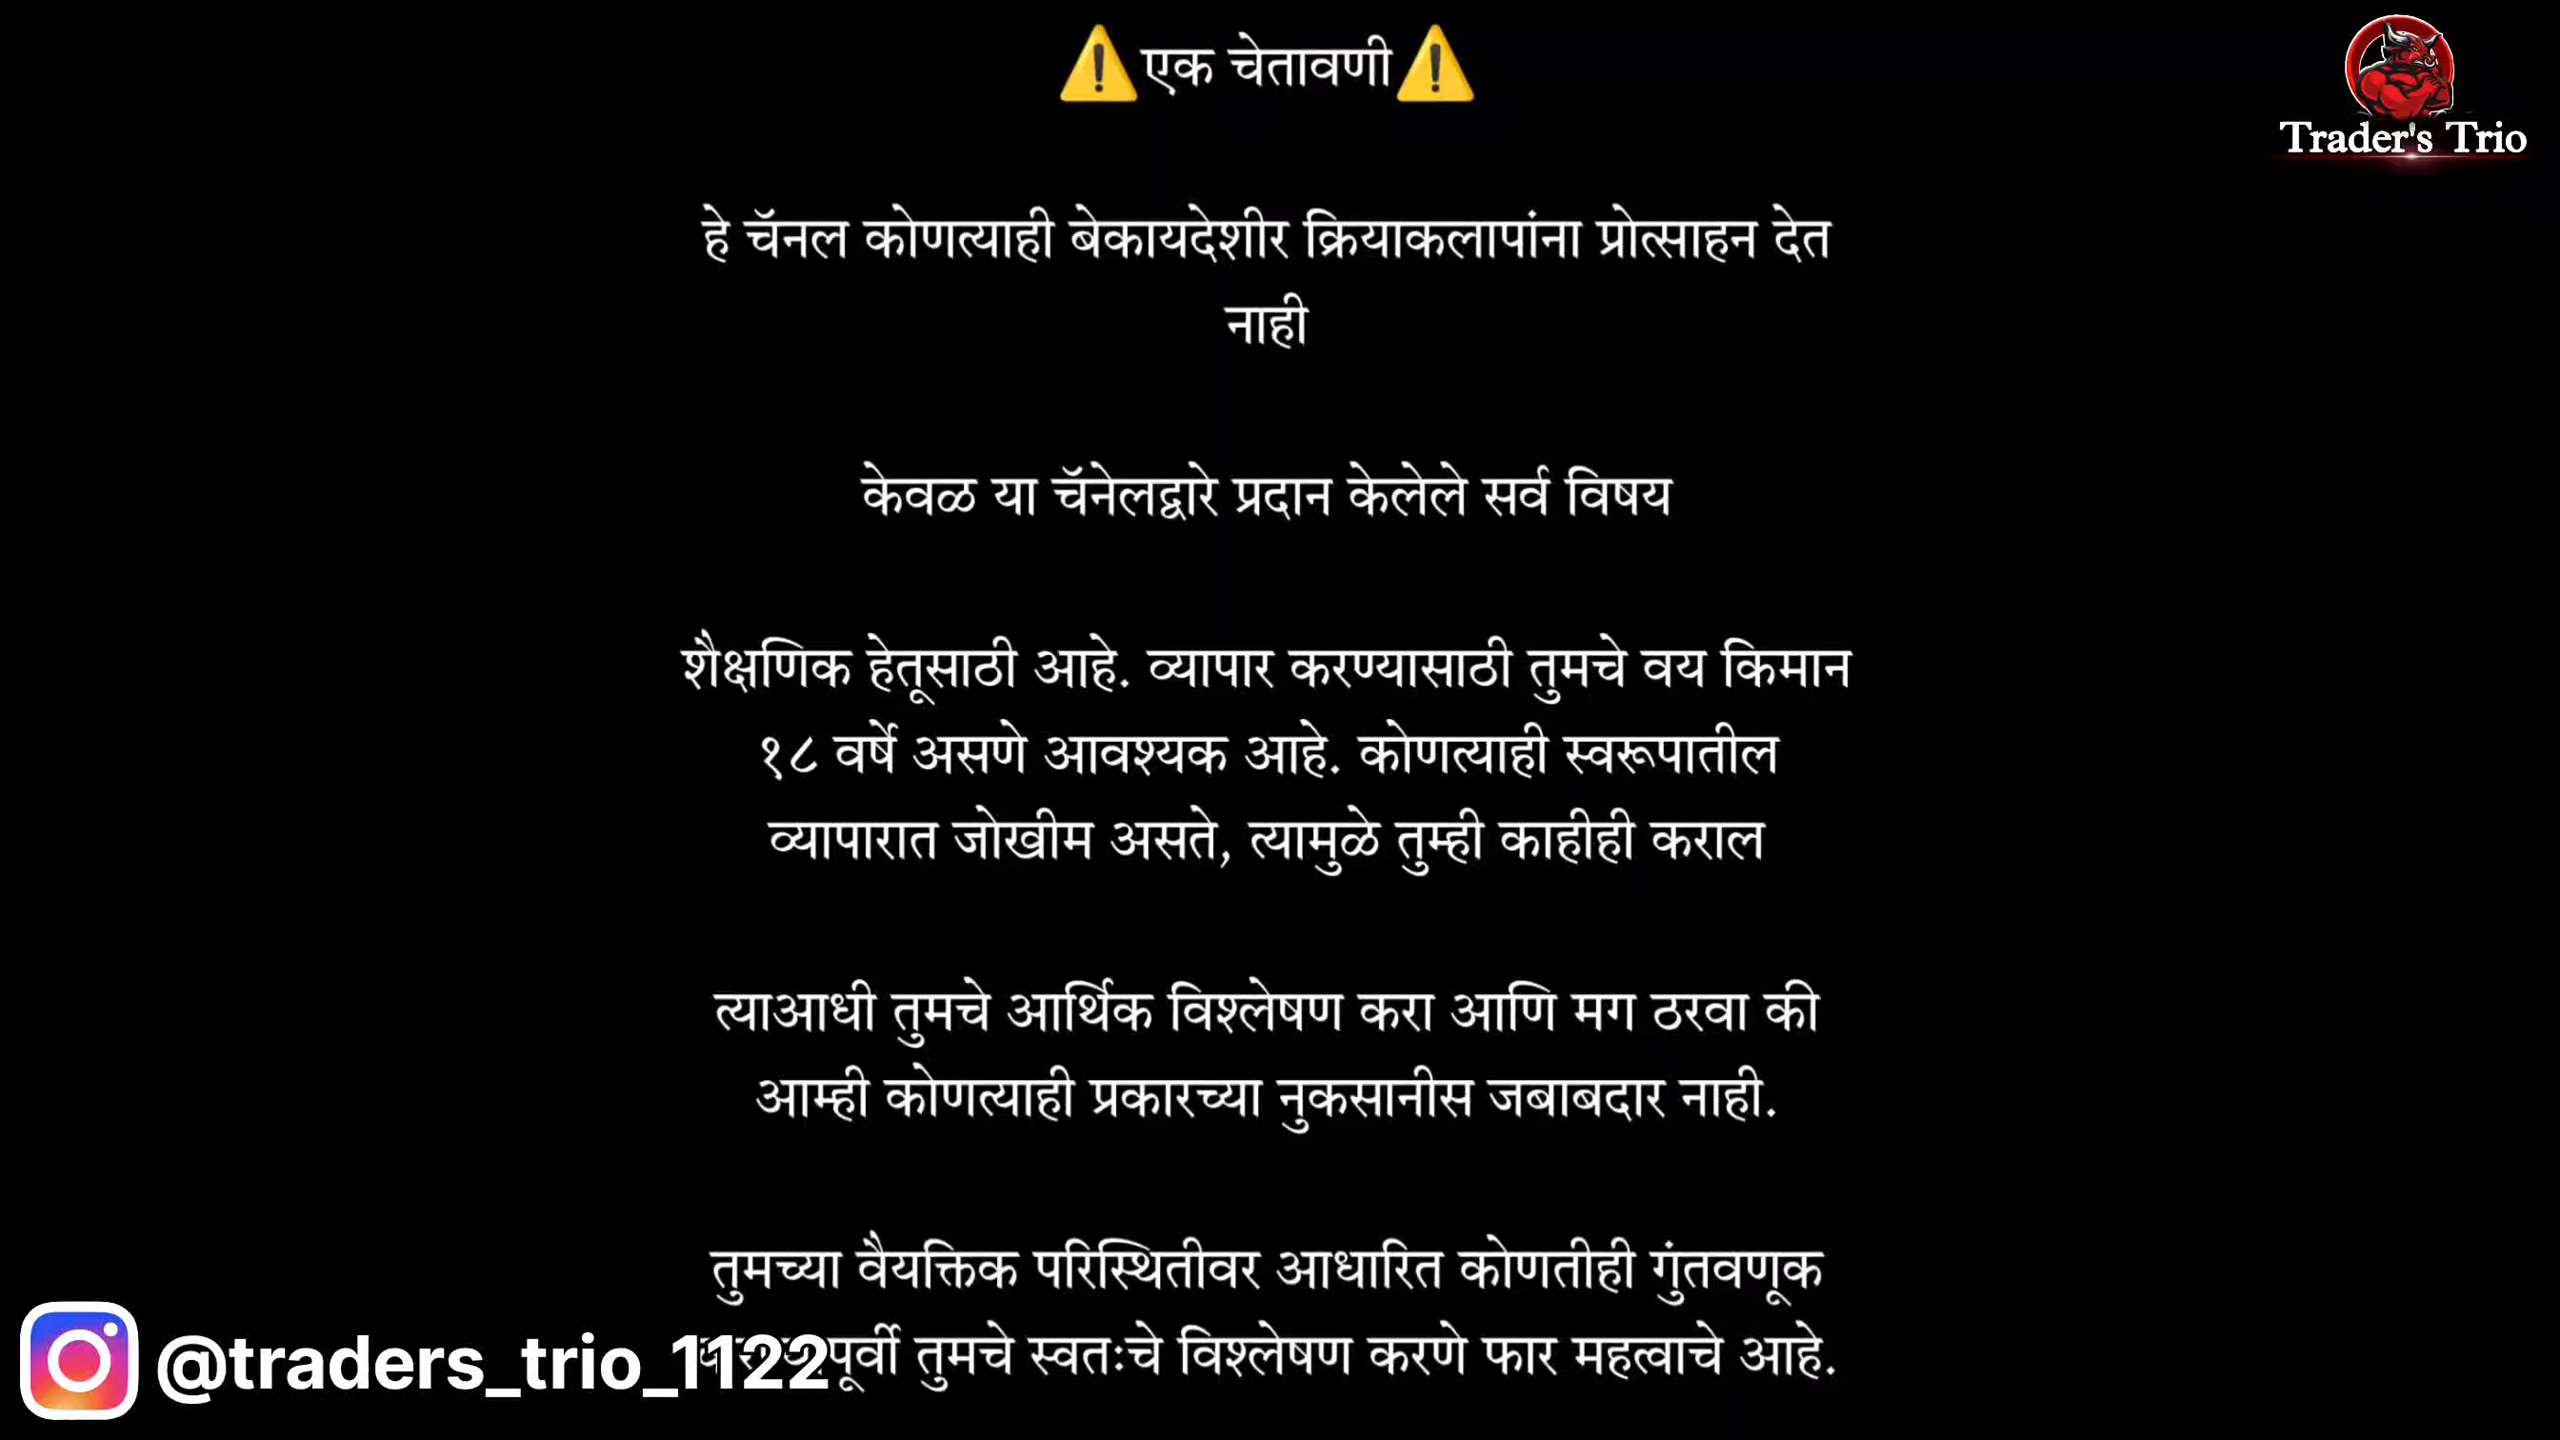 ⚠️एक चेतावणी⚠️
Trader's Trio
हे चॅनल कोणत्याही बेकायदेशीर क्रियाकलापांना प्रोत्साहन देत
नाही
केवळ या चॅनेलद्वारे प्रदान केलेले सर्व विषय
शैक्षणिक हेतूसाठी आहे. व्यापार करण्यासाठी तुमचे वय किमान
१८ वर्षे असणे आवश्यक आहे. कोणत्याही स्वरूपातील
व्यापारात जोखीम असते, त्यामुळे तुम्ही काहीही कराल
त्याआधी तुमचे आर्थिक विश्लेषण करा आणि मग ठरवा की
आम्ही कोणत्याही प्रकारच्या नुकसानीस जबाबदार नाही.
तुमच्या वैयक्तिक परिस्थितीवर आधारित कोणतीही गुंतवणूक
पूर्वी तुमचे स्वतःचे विश्लेषण करणे फार महत्वाचे आहे.
@traders_trio_1122